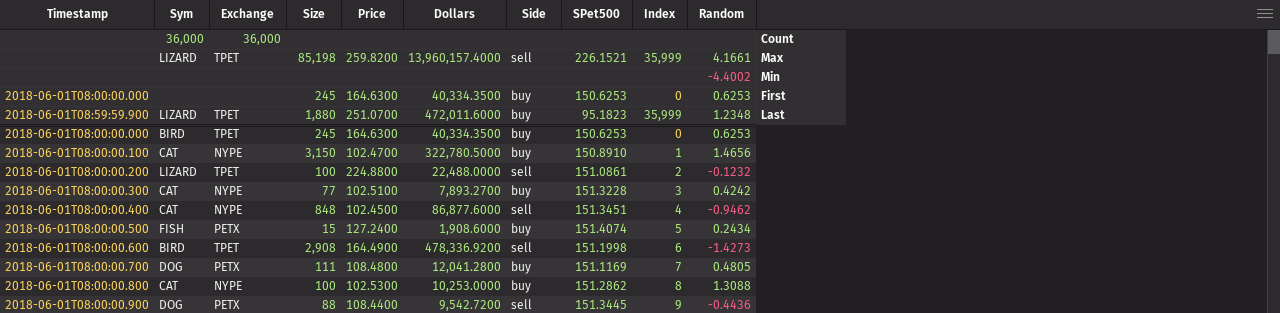 Timestamp Sym Exchange Size Price Dollars Side SPet500 Index Random
36,000 36,000 Count
LIZARD TPET 85,198 259.8200 13,960,157.4000 sell 226.1521 35,999 4.1661 Max
-4.4002 Min
2018-06-01T08:00:00.000 245 164.6300 40,334.3500 buy 150.6253 0 0.6253 First
2018-06-01T08:59:59.900 LIZARD TPET 1,880 251.0700 472,011.6000 buy 95.1823 35,999 1.2348 Last
2018-06-01T08:00:00.000 BIRD TPET 245 164.6300 40,334.3500 buy 150.6253 0 0.6253
2018-06-01T08:00:00.100 CAT NYPE 3,150 102.4700 322,780.5000 buy 150.8910 1 1.4656
2018-06-01T08:00:00.200 LIZARD TPET 100 224.8800 22,488.0000 buy 151.0861 2 -0.1232
2018-06-01T08:00:00.300 CAT NYPE 77 102.5100 7,893.2700 buy 151.3228 3 0.4242
2018-06-01T08:00:00.400 CAT NYPE 848 102.4500 86,877.6000 sell 151.3451 4 -0.9462
2018-06-01T08:00:00.500 FISH PETX 15 127.2400 1,908.6000 buy 151.4074 5 0.2434
2018-06-01T08:00:00.600 BIRD TPET 2,908 164.4900 478,336.9200 sell 151.1998 6 -1.4273
2018-06-01T08:00:00.700 DOG PETX 111 108.4800 12,041.2800 buy 151.1169 7 0.4805
2018-06-01T08:00:00.800 CAT NYPE 100 102.5300 10,253.0000 buy 151.2862 8 1.3088
2018-06-01T08:00:00.900 DOG PETX 88 108.4400 9,542.7200 sell 151.3445 9 -0.4436